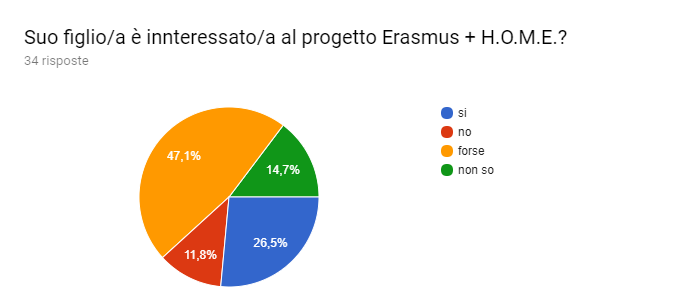 Suo figlio/a è innteressato/a al progetto Erasmus + H.O.M.E.?
34 risposte
si
no
forse
non so
47,1%
14,7%
11,8%
26,5%